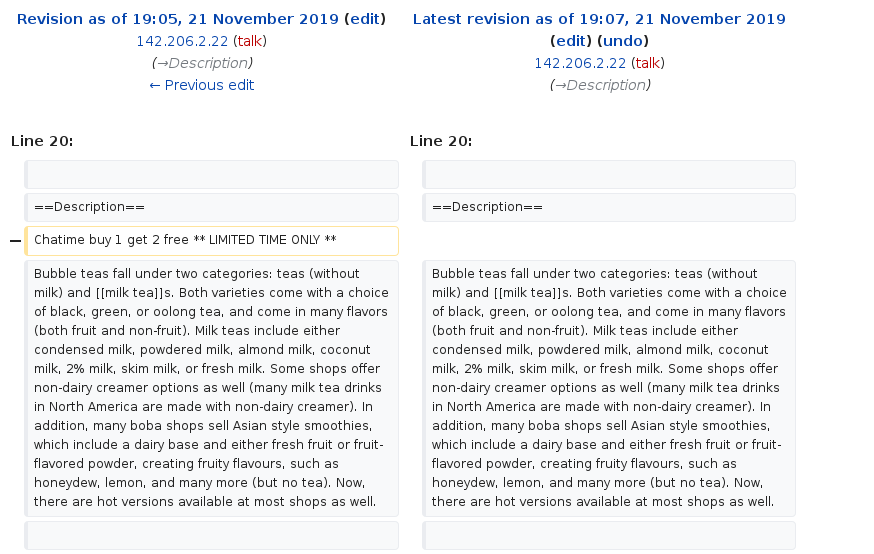 Revision as of 19:05, 21 November 2019 (edit)
142.206.2.22 (talk)
(→Description)
← Previous edit
Latest revision as of 19:07, 21 November 2019
(edit) (undo)
142.206.2.22 (talk)
(→Description)
Line 20:
Line 20:
==Description==
==Description==
− Chatime buy 1 get 2 free ** LIMITED TIME ONLY **
Bubble teas fall under two categories: teas (without
milk) and [[milk tea]]s. Both varieties come with a choice
of black, green, or oolong tea, and come in many flavors
(both fruit and non-fruit). Milk teas include either
condensed milk, powdered milk, almond milk, coconut
milk, 2% milk, skim milk, or fresh milk. Some shops offer
non-dairy creamer options as well (many milk tea drinks
in North America are made with non-dairy creamer). In
addition, many boba shops sell Asian style smoothies,
which include a dairy base and either fresh fruit or fruit-
flavored powder, creating fruity flavours, such as
honeydew, lemon, and many more (but no tea). Now,
there are hot versions available at most shops as well.
Bubble teas fall under two categories: teas (without
milk) and [[milk tea]]s. Both varieties come with a choice
of black, green, or oolong tea, and come in many flavors
(both fruit and non-fruit). Milk teas include either
condensed milk, powdered milk, almond milk, coconut
milk, 2% milk, skim milk, or fresh milk. Some shops offer
non-dairy creamer options as well (many milk tea drinks
in North America are made with non-dairy creamer). In
addition, many boba shops sell Asian style smoothies,
which include a dairy base and either fresh fruit or fruit-
flavored powder, creating fruity flavours, such as
honeydew, lemon, and many more (but no tea). Now,
there are hot versions available at most shops as well.